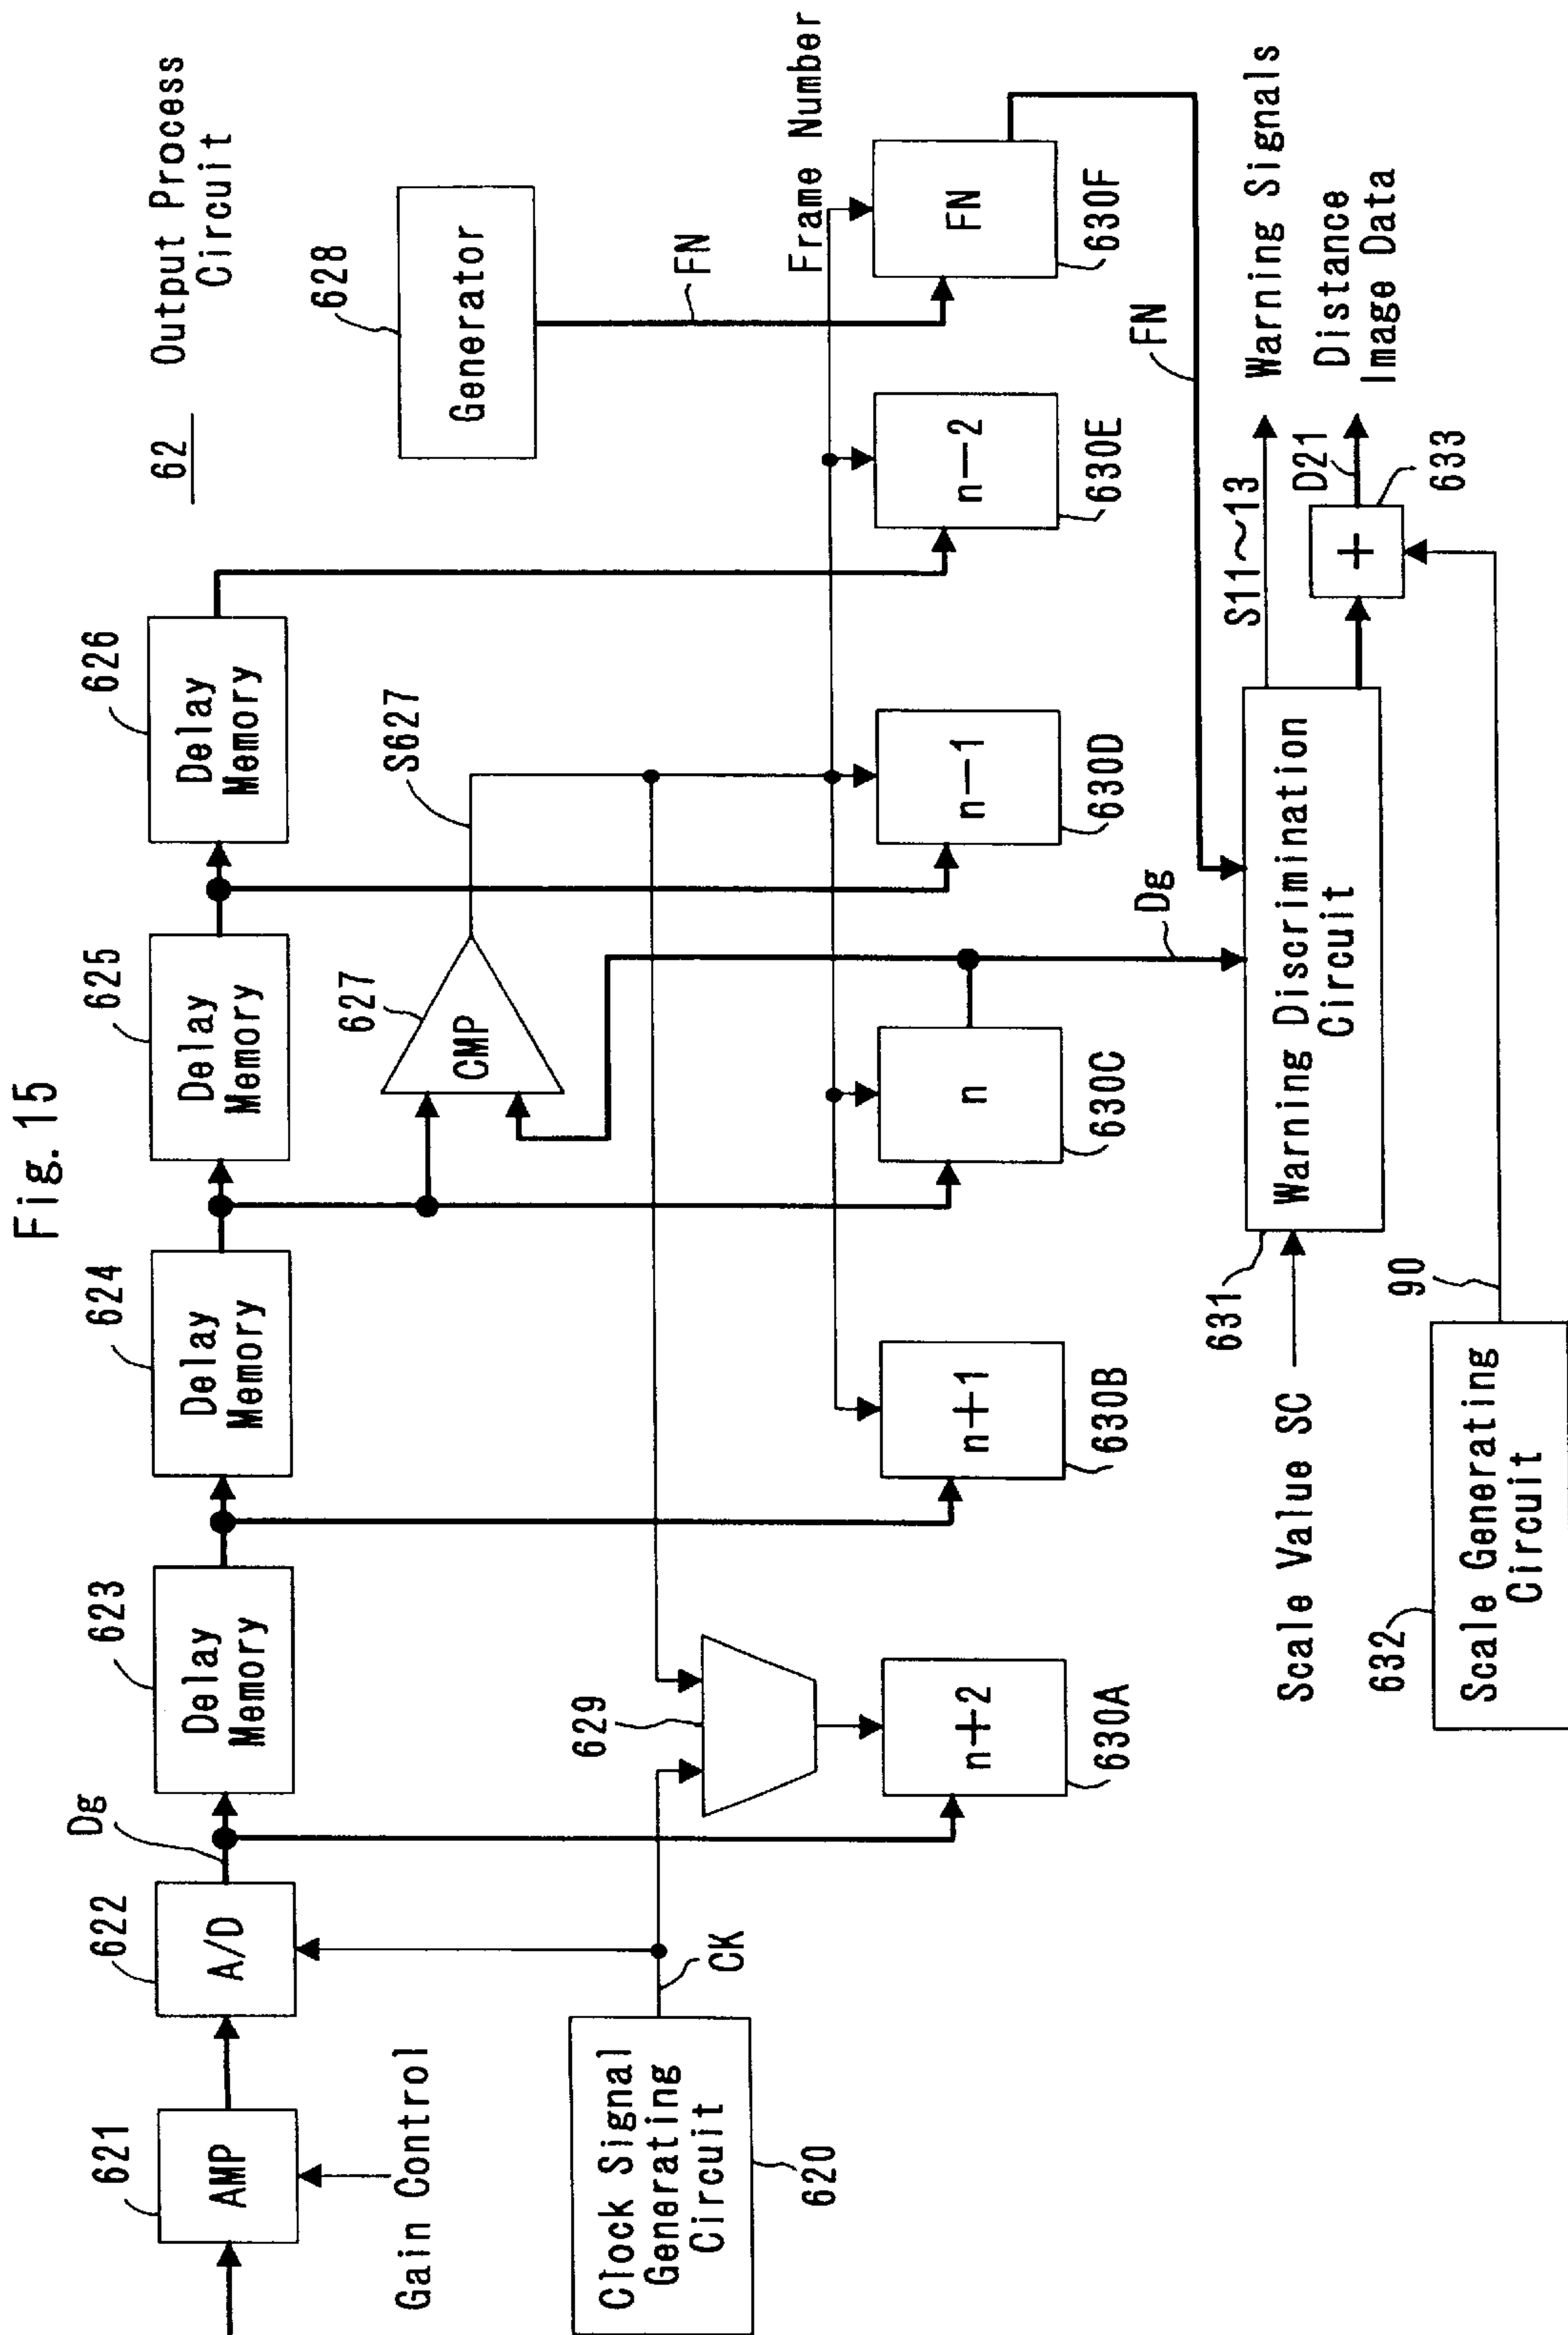 Fig. 15
62
Output Process
Circuit
621
AMP
Gain Control
622
A/D
Dg
623
Delay
Memory
624
Delay
Memory
625
Delay
Memory
626
Delay
Memory
628
Generator
FN
Clock Signal
Generating
Circuit
620
CK
629
627
CMP
S627
Frame Number
n+2
630A
n+1
630B
n
630C
n−1
630D
n−2
630E
FN
630F
Dg
FN
Scale Value SC
631
Warning Discrimination
Circuit
S11~13
Warning Signals
D21
Distance
Image Data
+
633
632
Scale Generating
Circuit
90